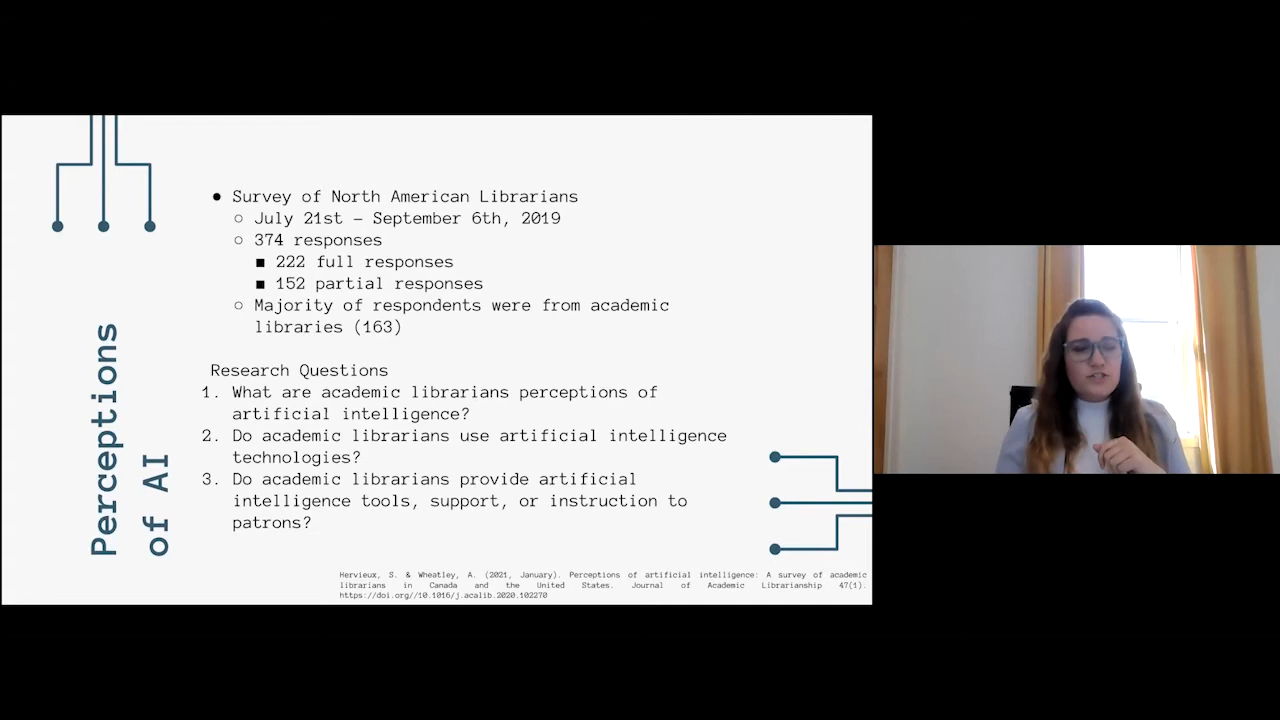 Perceptions
of AI
● Survey of North American Librarians
○ July 21st – September 6th, 2019
○ 374 responses
■ 222 full responses
■ 152 partial responses
○ Majority of respondents were from academic
libraries (163)
Research Questions
1. What are academic librarians perceptions of
artificial intelligence?
2. Do academic librarians use artificial intelligence
technologies?
3. Do academic librarians provide artificial
intelligence tools, support, or instruction to
patrons?
Hervieux, S. & Wheatley, A. (2021, January). Perceptions of artificial intelligence: A survey of academic
librarians in Canada and the United States. Journal of Academic Librarianship 47(1).
https://doi.org//10.1016/j.acalib.2020.102270